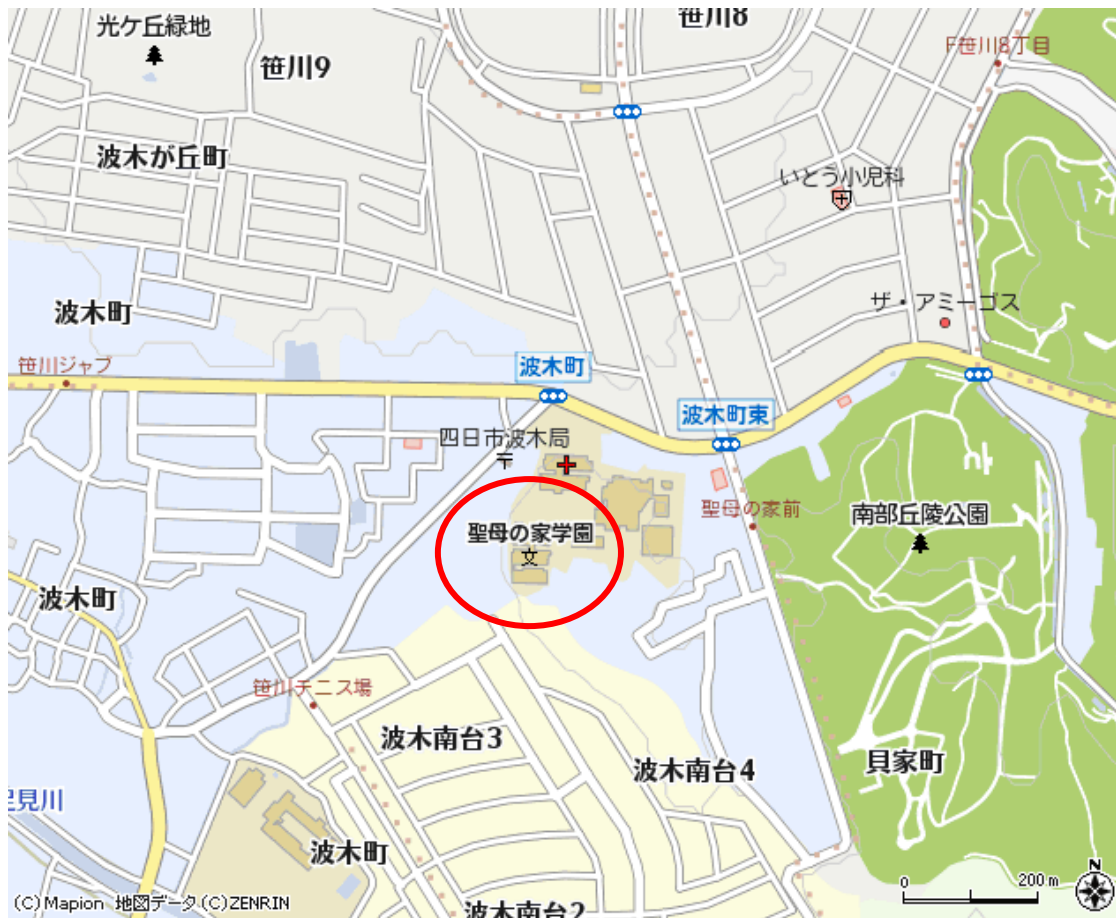 光ケ丘緑地
笹川8
F笹川8丁目
笹川9
波木が丘町
いとう小児科
ザ・アミーゴス
波木町
笹川ジャブ
波木町
波木町東
四日市波木局
〒
聖母の家前
南部丘陵公園
聖母の家学園
文
波木町
笹川テニス場
波木南台3
波木南台4
貝家町
足見川
波木町
波木南台2
0
200m
N
(C)Mapion 地図データ(C)ZENRIN